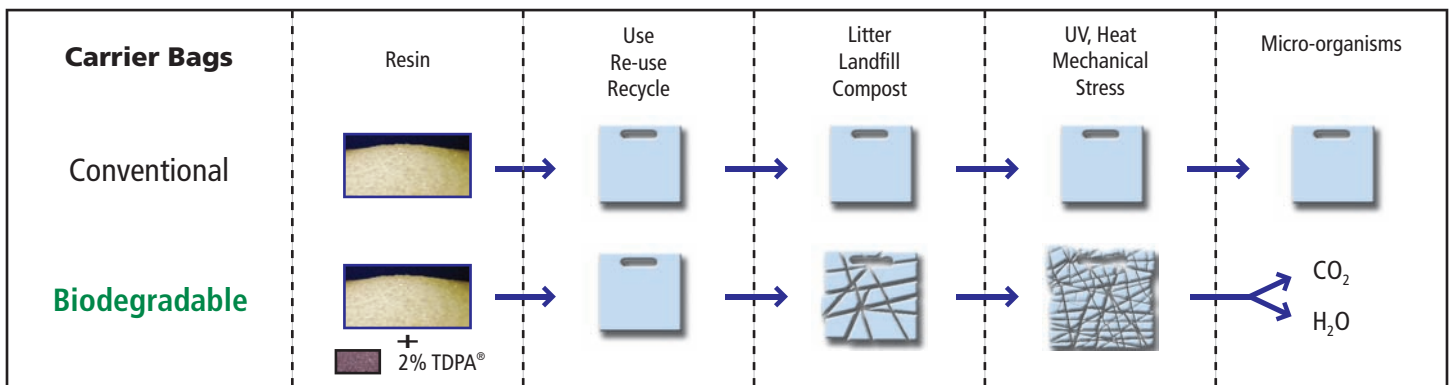 Carrier Bags
Resin
Use
Re-use
Recycle
Litter
Landfill
Compost
UV, Heat
Mechanical
Stress
Micro-organisms
Conventional
Biodegradable
+
2% TDPA®
CO₂
H₂O